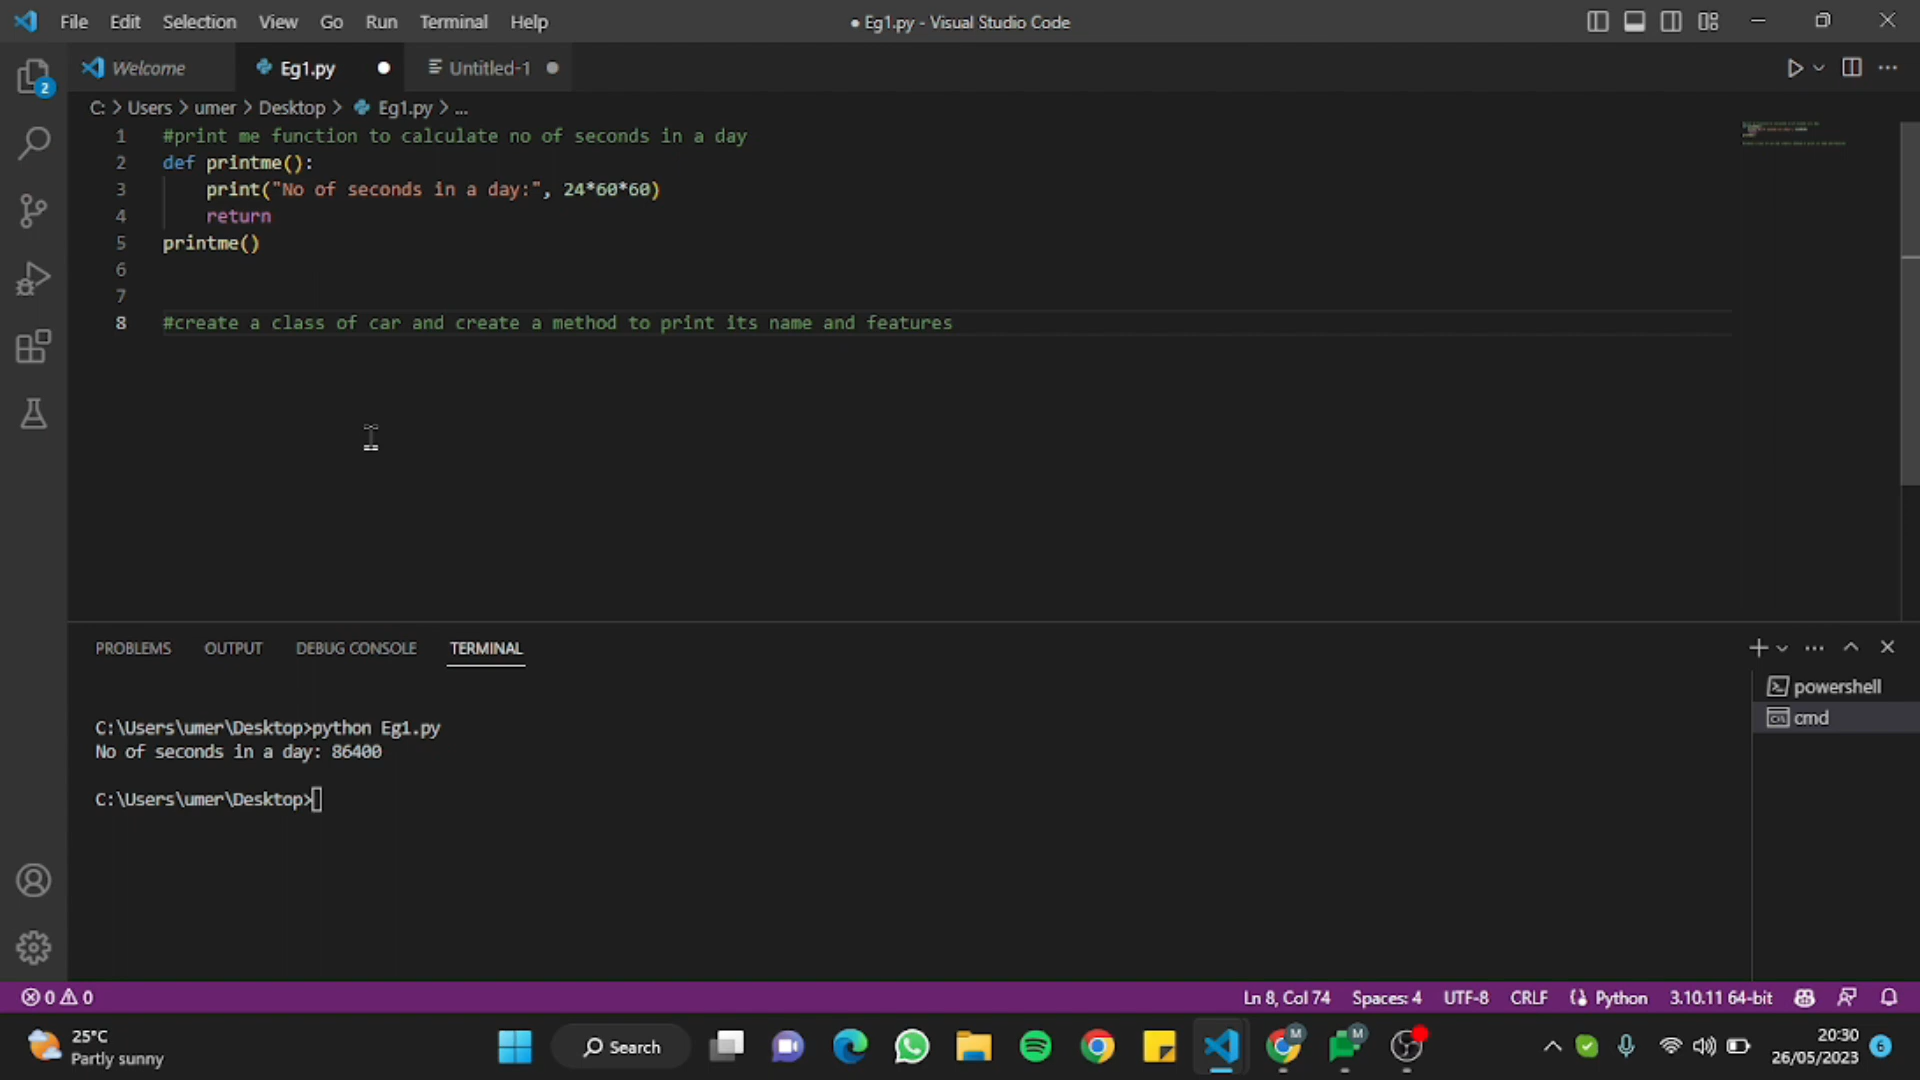 File Edit Selection View Go Run Terminal Help
● Eg1.py - Visual Studio Code
Welcome
Eg1.py
Untitled-1
2
C: > Users > umer > Desktop > Eg1.py > ...
1 #print me function to calculate no of seconds in a day
2 def printme():
3 print("No of seconds in a day:", 24*60*60)
4 return
5 printme()
6
7
8 #create a class of car and create a method to print its name and features
PROBLEMS OUTPUT DEBUG CONSOLE TERMINAL
powershell
cmd
C:\Users\umer\Desktop>python Eg1.py
No of seconds in a day: 86400
C:\Users\umer\Desktop>
0 0
Ln 8, Col 74 Spaces: 4 UTF-8 CRLF Python 3.10.11 64-bit
25°C
Partly sunny
Search
M
M
20:30
26/05/2023
6